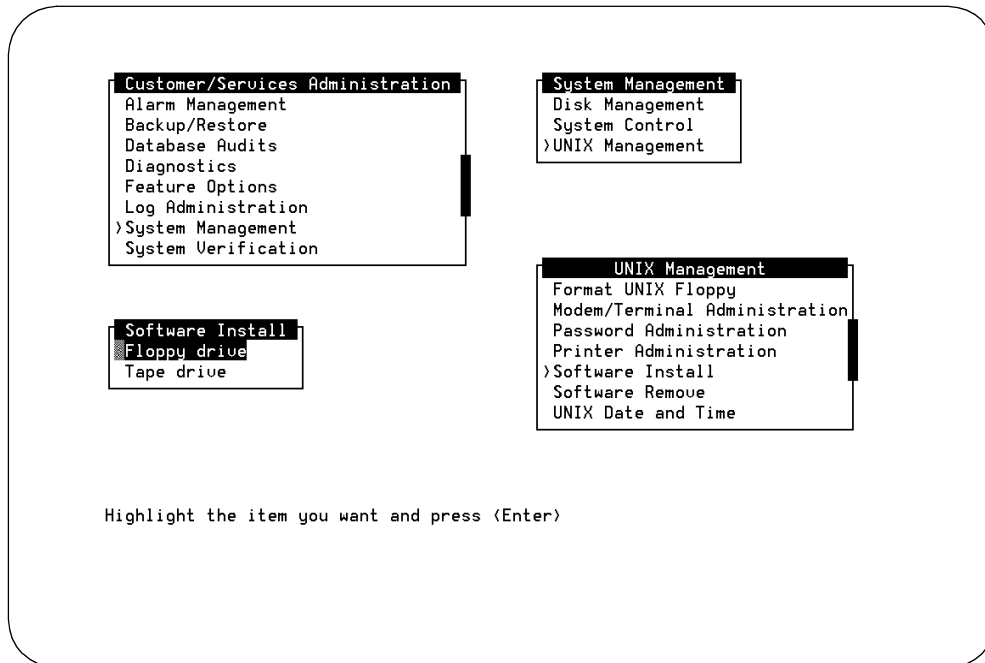 Customer/Services Administration
Alarm Management
Backup/Restore
Database Audits
Diagnostics
Feature Options
Log Administration
>System Management
System Verification
System Management
Disk Management
System Control
>UNIX Management
UNIX Management
Format UNIX Floppy
Modem/Terminal Administration
Password Administration
Printer Administration
>Software Install
Software Remove
UNIX Date and Time
Software Install
Floppy drive
Tape drive
Highlight the item you want and press <Enter>